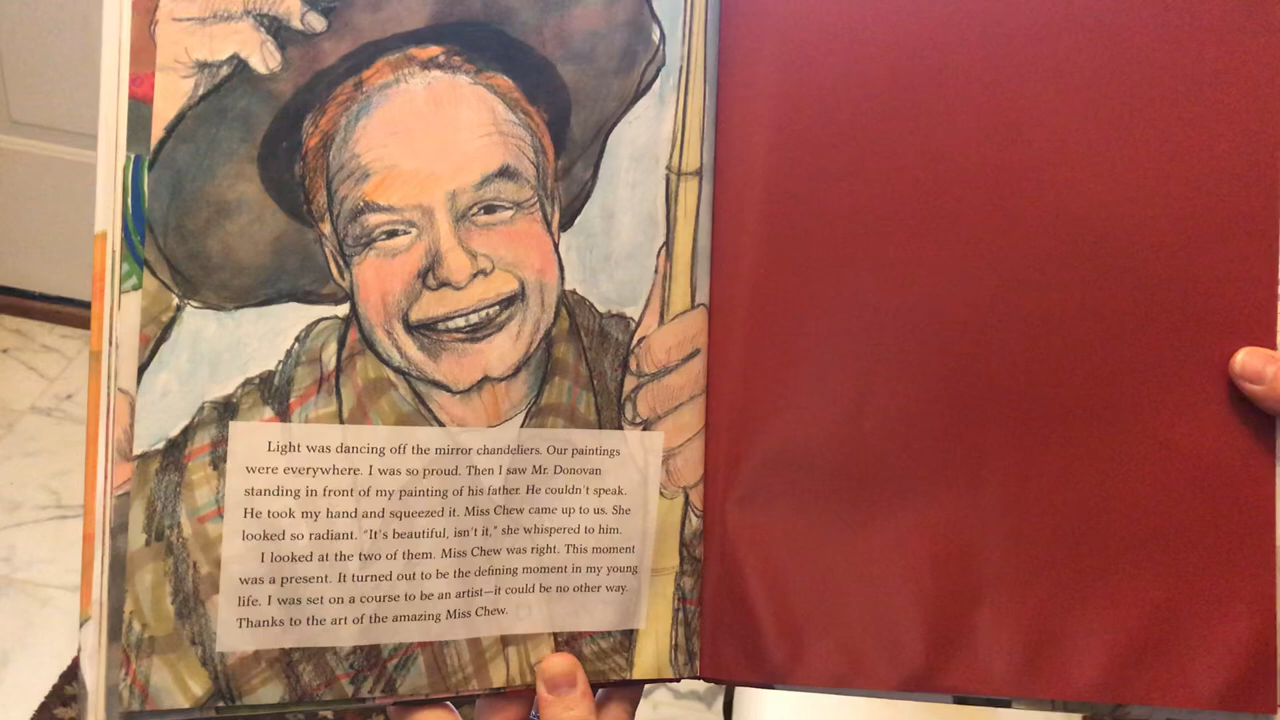 Light was dancing off the mirror chandeliers. Our paintings
were everywhere. I was so proud. Then I saw Mr. Donovan
standing in front of my painting of his father. He couldn't speak.
He took my hand and squeezed it. Miss Chew came up to us. She
looked so radiant. "It's beautiful, isn't it," she whispered to him.
I looked at the two of them. Miss Chew was right. This moment
was a present. It turned out to be the defining moment in my young
life. I was set on a course to be an artist—it could be no other way.
Thanks to the art of the amazing Miss Chew.